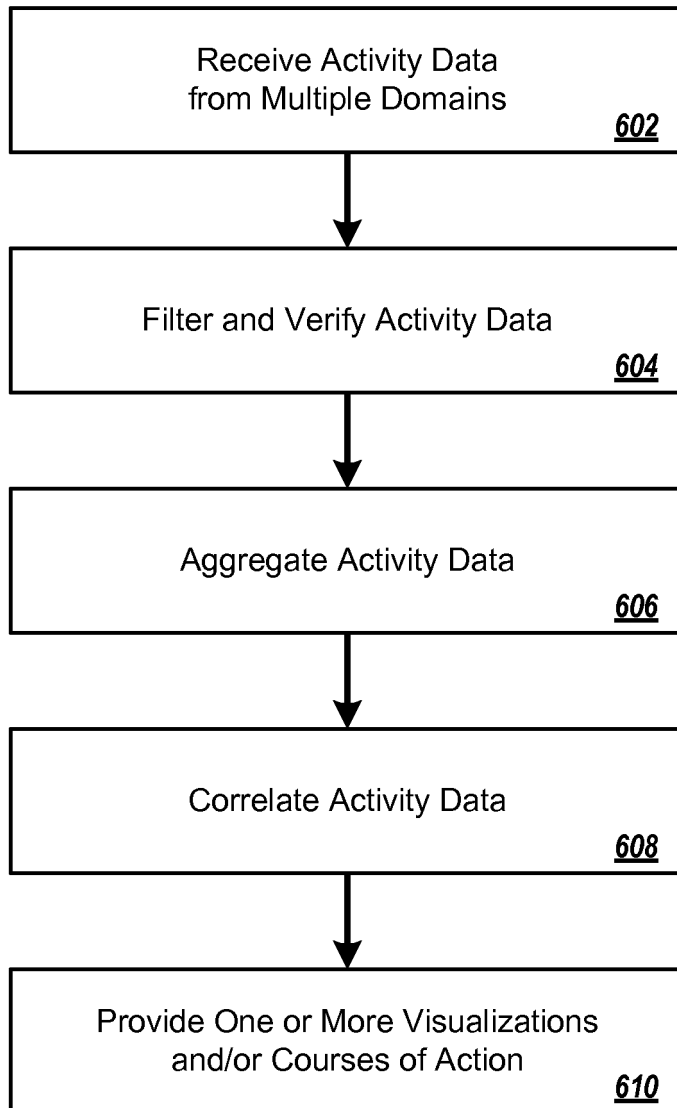 Receive Activity Data
from Multiple Domains
602
Filter and Verify Activity Data
604
Aggregate Activity Data
606
Correlate Activity Data
608
Provide One or More Visualizations
and/or Courses of Action
610